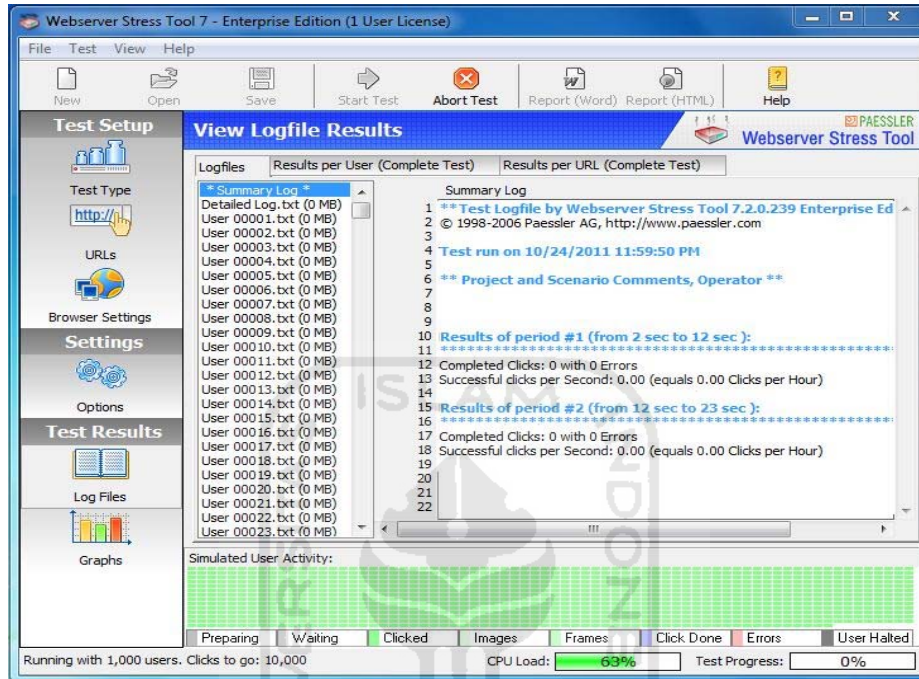 Webserver Stress Tool 7 - Enterprise Edition (1 User License)
File Test View Help
New Open Save Start Test Abort Test Report (Word) Report (HTML) Help
Test Setup
Test Type
http://
URLs
Browser Settings
Settings
Options
Test Results
Log Files
Graphs
View Logfile Results
PAESSLER
Webserver Stress Tool
Logfiles Results per User (Complete Test) Results per URL (Complete Test)
* Summary Log *
Detailed Log.txt (0 MB)
User 00001.txt (0 MB)
User 00002.txt (0 MB)
User 00003.txt (0 MB)
User 00004.txt (0 MB)
User 00005.txt (0 MB)
User 00006.txt (0 MB)
User 00007.txt (0 MB)
User 00008.txt (0 MB)
User 00009.txt (0 MB)
User 00010.txt (0 MB)
User 00011.txt (0 MB)
User 00012.txt (0 MB)
User 00013.txt (0 MB)
User 00014.txt (0 MB)
User 00015.txt (0 MB)
User 00016.txt (0 MB)
User 00017.txt (0 MB)
User 00018.txt (0 MB)
User 00019.txt (0 MB)
User 00020.txt (0 MB)
User 00021.txt (0 MB)
User 00022.txt (0 MB)
User 00023.txt (0 MB)
Summary Log
1 **Test Logfile by Webserver Stress Tool 7.2.0.239 Enterprise Ed
2 © 1998-2006 Paessler AG, http://www.paessler.com
3
4 Test run on 10/24/2011 11:59:50 PM
5
6 ** Project and Scenario Comments, Operator **
7
8
9
10 Results of period #1 (from 2 sec to 12 sec ):
11 **********************************************************
12 Completed Clicks: 0 with 0 Errors
13 Successful clicks per Second: 0.00 (equals 0.00 Clicks per Hour)
14
15 Results of period #2 (from 12 sec to 23 sec ):
16 **********************************************************
17 Completed Clicks: 0 with 0 Errors
18 Successful clicks per Second: 0.00 (equals 0.00 Clicks per Hour)
19
20
21
22
Simulated User Activity:
Preparing Waiting Clicked Images Frames Click Done Errors User Halted
Running with 1,000 users. Clicks to go: 10,000 CPU Load: 63% Test Progress: 0%
ISLAM